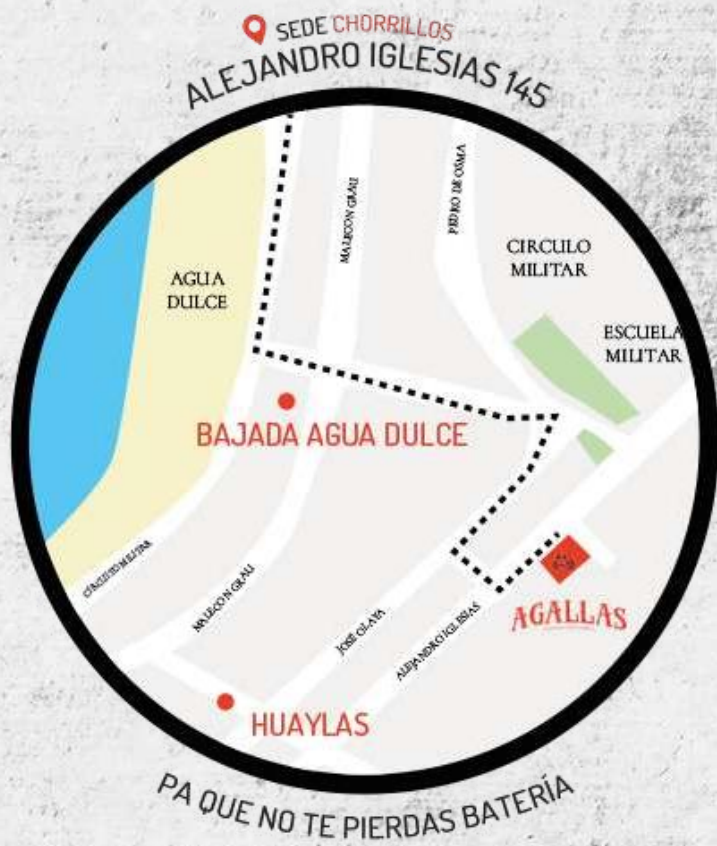 SEDE CHORRILLOS
ALEJANDRO IGLESIAS 145
MALECON GRAU
PEDRO DE OSMA
CIRCULO
MILITAR
AGUA
DULCE
ESCUELA
MILITAR
BAJADA AGUA DULCE
CIRCUITO MILITAR
MALECON GRAU
JOSÉ OLAYA
ALEJANDRO IGLESIAS
AGALLAS
HUAYLAS
PA QUE NO TE PIERDAS BATERÍA